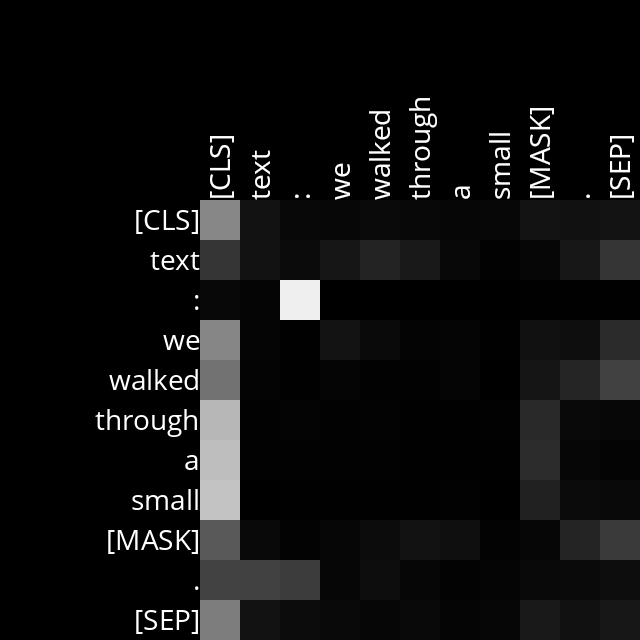 [CLS] text : we walked through a small [MASK] . [SEP]
[CLS]
text
:
we
walked
through
a
small
[MASK]
.
[SEP]